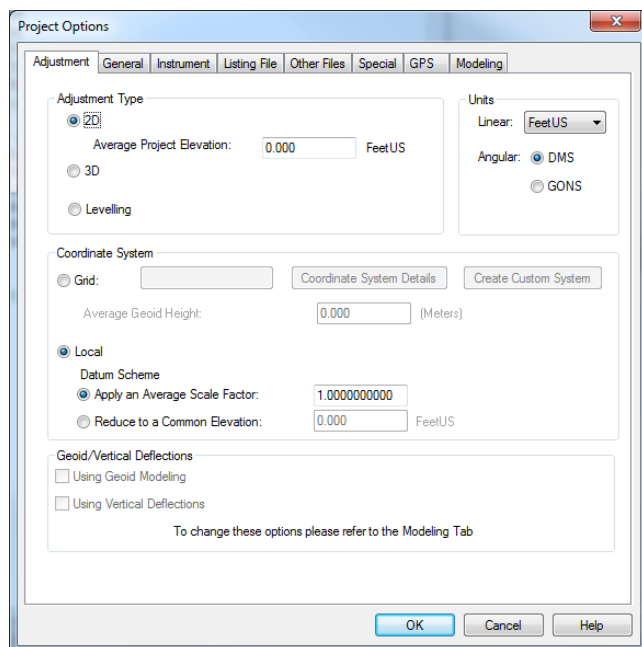 Project Options
Adjustment General Instrument Listing File Other Files Special GPS Modeling
Adjustment Type
2D
Average Project Elevation: 0.000 FeetUS
3D
Levelling
Units
Linear: FeetUS
Angular: DMS
GONS
Coordinate System
Grid: Coordinate System Details Create Custom System
Average Geoid Height: 0.000 (Meters)
Local
Datum Scheme
Apply an Average Scale Factor: 1.0000000000
Reduce to a Common Elevation: 0.000 FeetUS
Geoid/Vertical Deflections
Using Geoid Modeling
Using Vertical Deflections
To change these options please refer to the Modeling Tab
OK Cancel Help